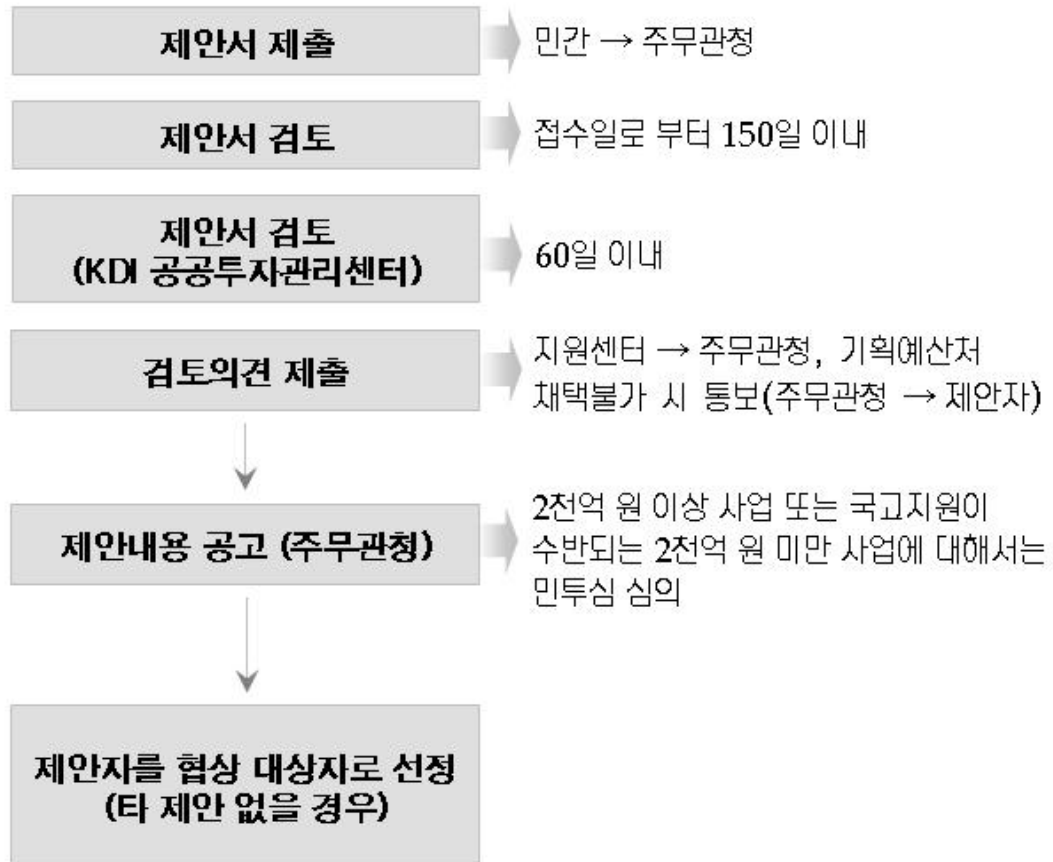 제안서 제출
민간 → 주무관청
제안서 검토
접수일로 부터 150일 이내
제안서 검토
(KDI 공공투자관리센터)
60일 이내
검토의견 제출
지원센터 → 주무관청, 기획예산처
채택불가 시 통보(주무관청 → 제안자)
제안내용 공고 (주무관청)
2천억 원 이상 사업 또는 국고지원이
수반되는 2천억 원 미만 사업에 대해서는
민투심 심의
제안자를 협상 대상자로 선정
(타 제안 없을 경우)